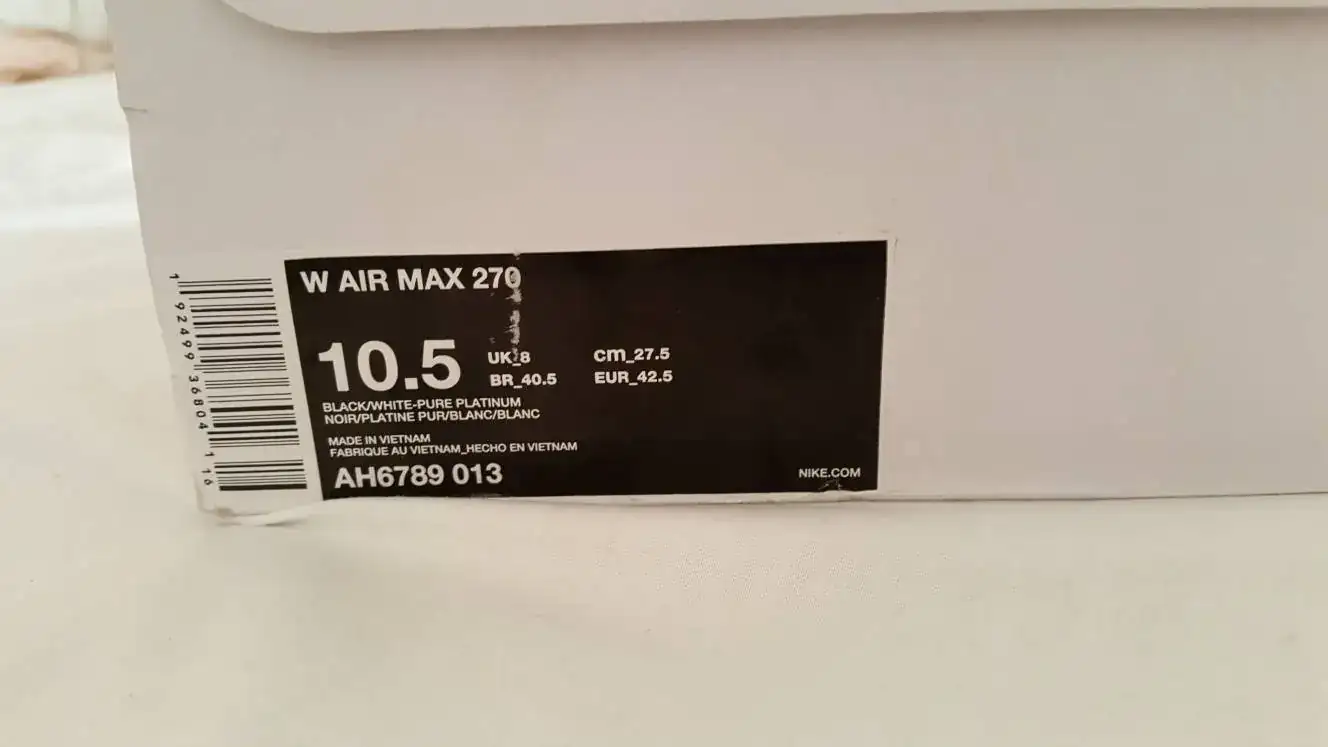 W AIR MAX 270
10.5
UK_8
cm_27.5
BR_40.5
EUR_42.5
BLACK/WHITE-PURE PLATINUM
NOIR/PLATINE PUR/BLANC/BLANC
MADE IN VIETNAM
FABRIQUE AU VIETNAM_HECHO EN VIETNAM
AH6789 013
NIKE.COM
1 92499 36804 1 16